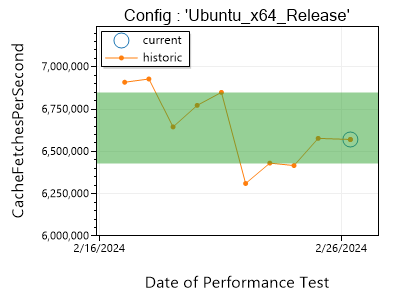 Config : 'Ubuntu_x64_Release'
current
historic
CacheFetchesPerSecond
7,000,000
6,750,000
6,500,000
6,250,000
6,000,000
2/16/2024
2/26/2024
Date of Performance Test